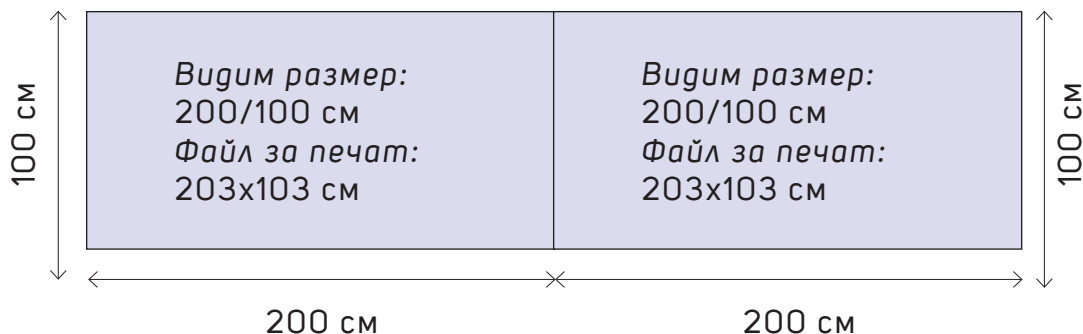 100 см
Видим размер:
200/100 см
Файл за печат:
203x103 см
Видим размер:
200/100 см
Файл за печат:
203x103 см
100 см
200 см
200 см